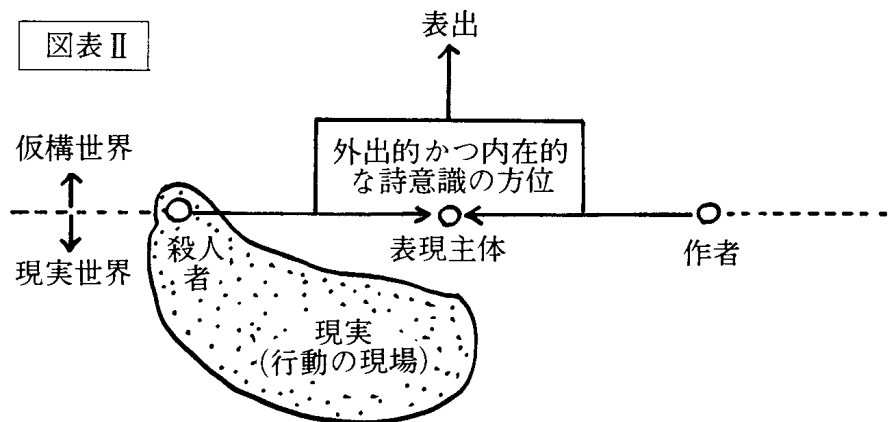 表出
図表Ⅱ
外出的かつ内在的
な詩意識の方位
仮構世界
現実世界
殺人
者
表現主体
作者
現実
(行動の現場)